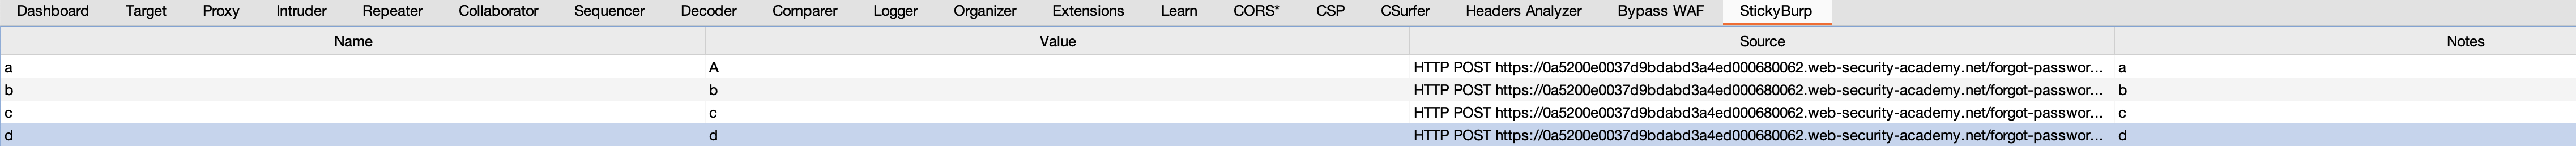 Dashboard Target Proxy Intruder Repeater Collaborator Sequencer Decoder Comparer Logger Organizer Extensions Learn CORS* CSP CSurfer Headers Analyzer Bypass WAF StickyBurp
Name Value Source Notes
a A HTTP POST https://0a5200e0037d9bdabd3a4ed000680062.web-security-academy.net/forgot-passwor... a
b b HTTP POST https://0a5200e0037d9bdabd3a4ed000680062.web-security-academy.net/forgot-passwor... b
c c HTTP POST https://0a5200e0037d9bdabd3a4ed000680062.web-security-academy.net/forgot-passwor... c
d d HTTP POST https://0a5200e0037d9bdabd3a4ed000680062.web-security-academy.net/forgot-passwor... d